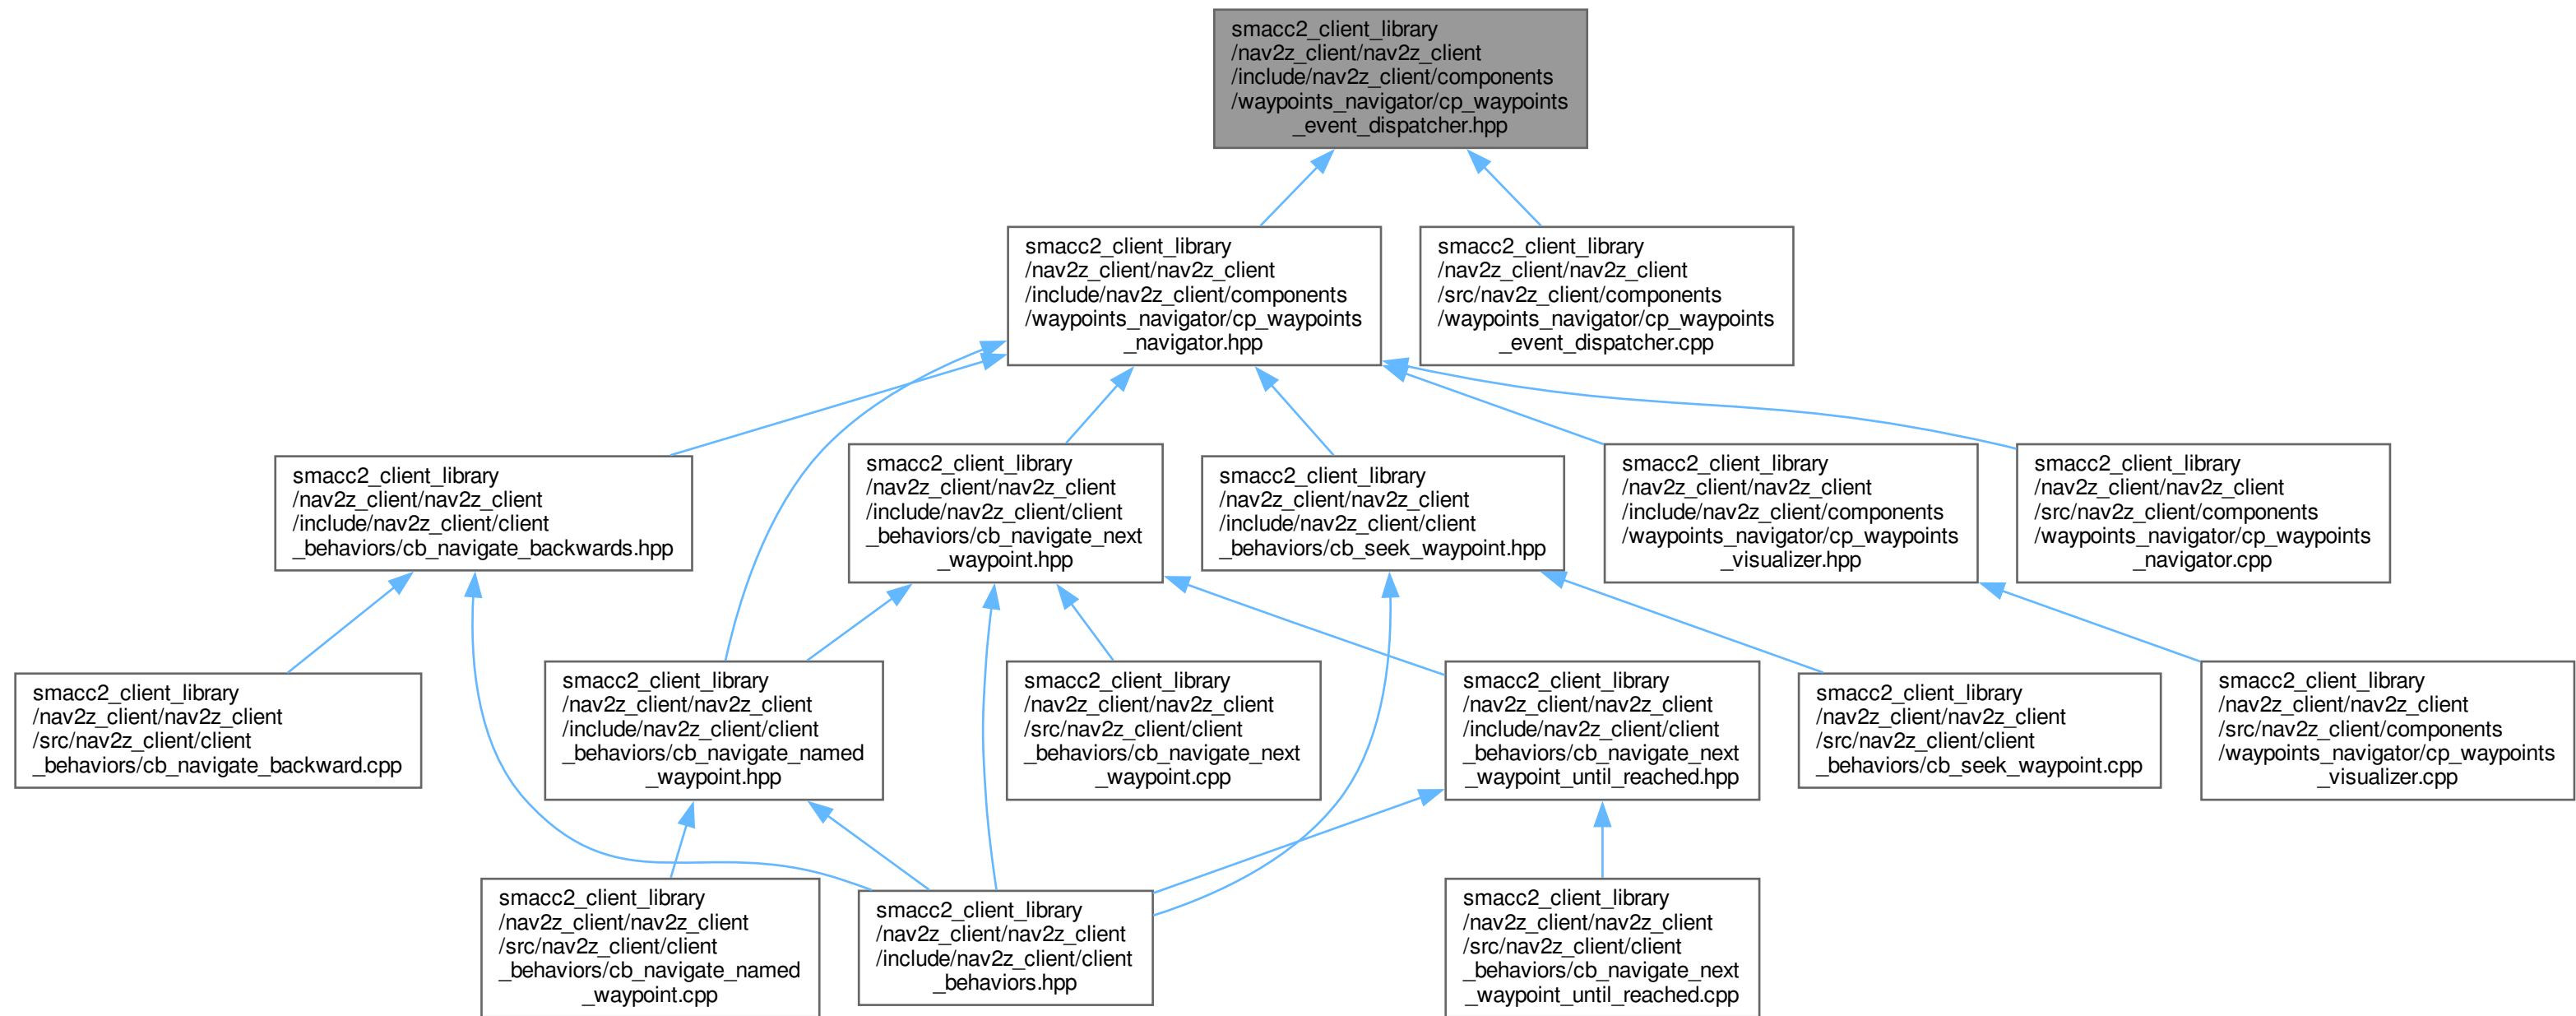 smacc2_client_library
/nav2z_client/nav2z_client
/include/nav2z_client/components
/waypoints_navigator/cp_waypoints
_event_dispatcher.hpp
smacc2_client_library
/nav2z_client/nav2z_client
/include/nav2z_client/components
/waypoints_navigator/cp_waypoints
_navigator.hpp
smacc2_client_library
/nav2z_client/nav2z_client
/src/nav2z_client/components
/waypoints_navigator/cp_waypoints
_event_dispatcher.cpp
smacc2_client_library
/nav2z_client/nav2z_client
/include/nav2z_client/client
_behaviors/cb_navigate_backwards.hpp
smacc2_client_library
/nav2z_client/nav2z_client
/include/nav2z_client/client
_behaviors/cb_navigate_next
_waypoint.hpp
smacc2_client_library
/nav2z_client/nav2z_client
/include/nav2z_client/client
_behaviors/cb_seek_waypoint.hpp
smacc2_client_library
/nav2z_client/nav2z_client
/include/nav2z_client/components
/waypoints_navigator/cp_waypoints
_visualizer.hpp
smacc2_client_library
/nav2z_client/nav2z_client
/src/nav2z_client/components
/waypoints_navigator/cp_waypoints
_navigator.cpp
smacc2_client_library
/nav2z_client/nav2z_client
/src/nav2z_client/client
_behaviors/cb_navigate_backward.cpp
smacc2_client_library
/nav2z_client/nav2z_client
/include/nav2z_client/client
_behaviors/cb_navigate_named
_waypoint.hpp
smacc2_client_library
/nav2z_client/nav2z_client
/src/nav2z_client/client
_behaviors/cb_navigate_next
_waypoint.cpp
smacc2_client_library
/nav2z_client/nav2z_client
/include/nav2z_client/client
_behaviors/cb_navigate_next
_waypoint_until_reached.hpp
smacc2_client_library
/nav2z_client/nav2z_client
/src/nav2z_client/client
_behaviors/cb_seek_waypoint.cpp
smacc2_client_library
/nav2z_client/nav2z_client
/src/nav2z_client/components
/waypoints_navigator/cp_waypoints
_visualizer.cpp
smacc2_client_library
/nav2z_client/nav2z_client
/src/nav2z_client/client
_behaviors/cb_navigate_named
_waypoint.cpp
smacc2_client_library
/nav2z_client/nav2z_client
/include/nav2z_client/client
_behaviors.hpp
smacc2_client_library
/nav2z_client/nav2z_client
/src/nav2z_client/client
_behaviors/cb_navigate_next
_waypoint_until_reached.cpp